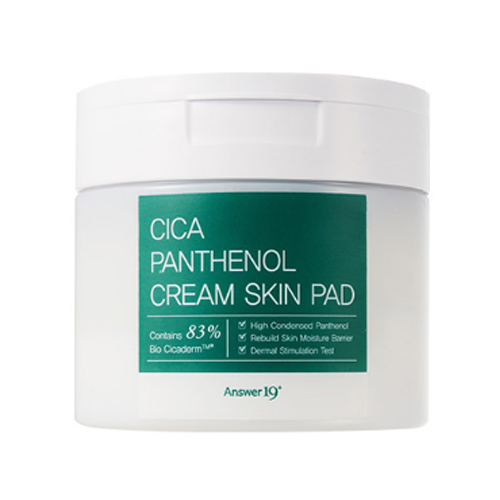 CICA
PANTHENOL
CREAM SKIN PAD
Contains 83%
Bio Cicaderm™*
High Condensed Panthenol
Rebuild Skin Moisture Barrier
Dermal Stimulation Test
Answer 19+